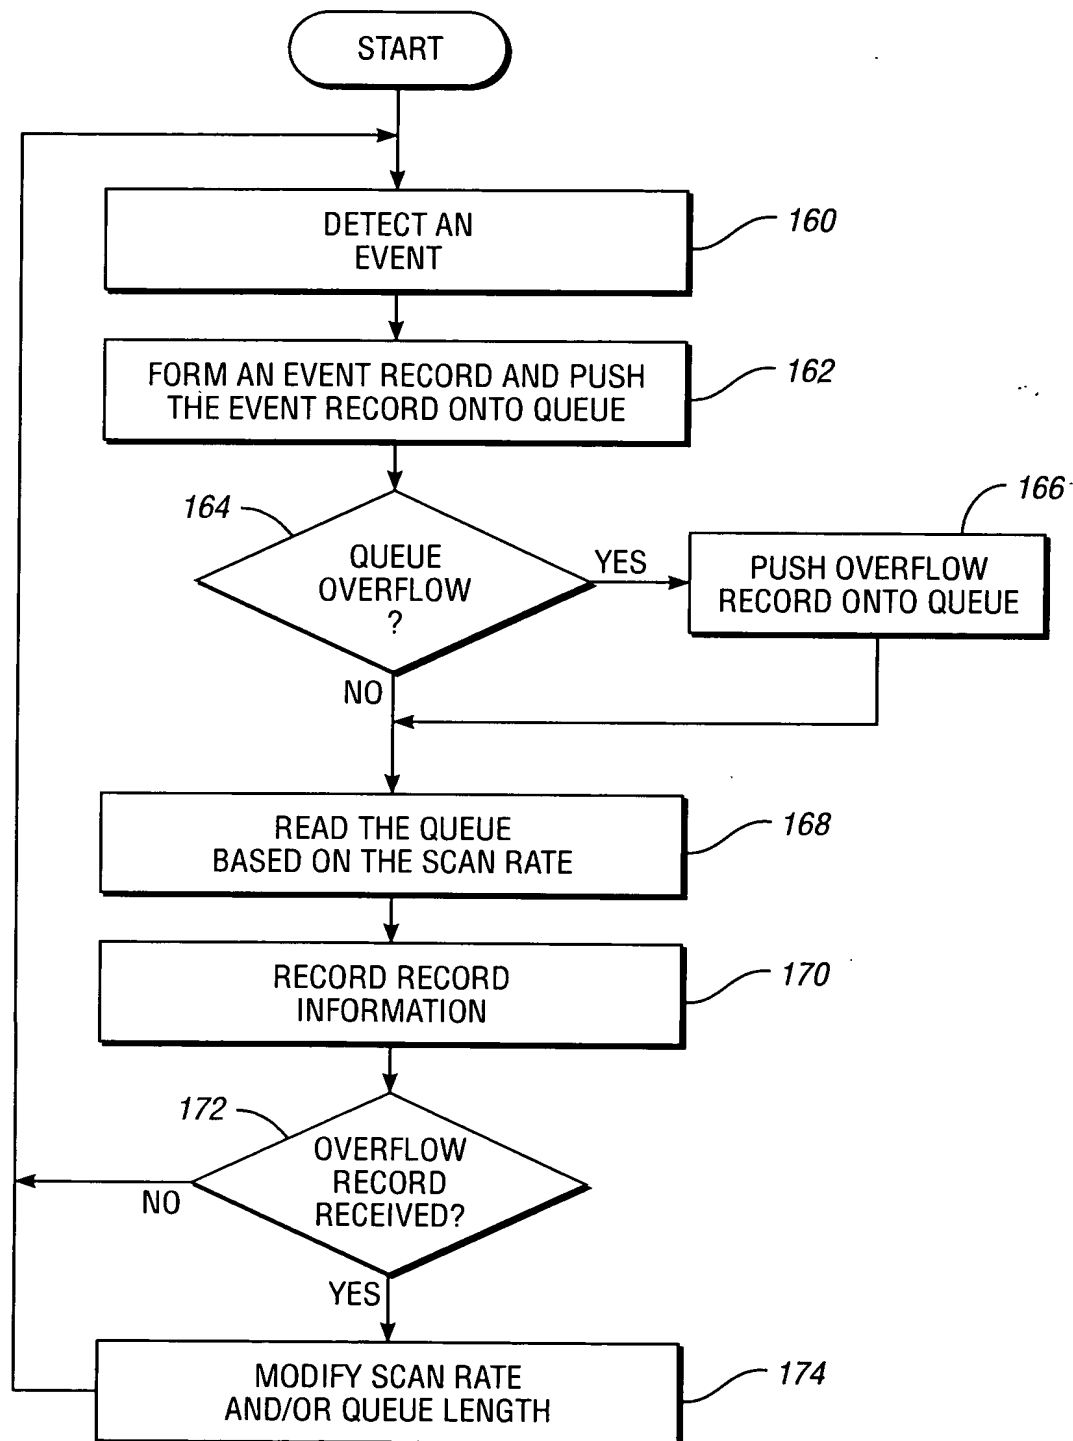 START
DETECT AN
EVENT
160
FORM AN EVENT RECORD AND PUSH
THE EVENT RECORD ONTO QUEUE
162
164
QUEUE
OVERFLOW
?
YES
166
PUSH OVERFLOW
RECORD ONTO QUEUE
NO
READ THE QUEUE
BASED ON THE SCAN RATE
168
RECORD RECORD
INFORMATION
170
172
OVERFLOW
RECORD
RECEIVED?
NO
YES
MODIFY SCAN RATE
AND/OR QUEUE LENGTH
174